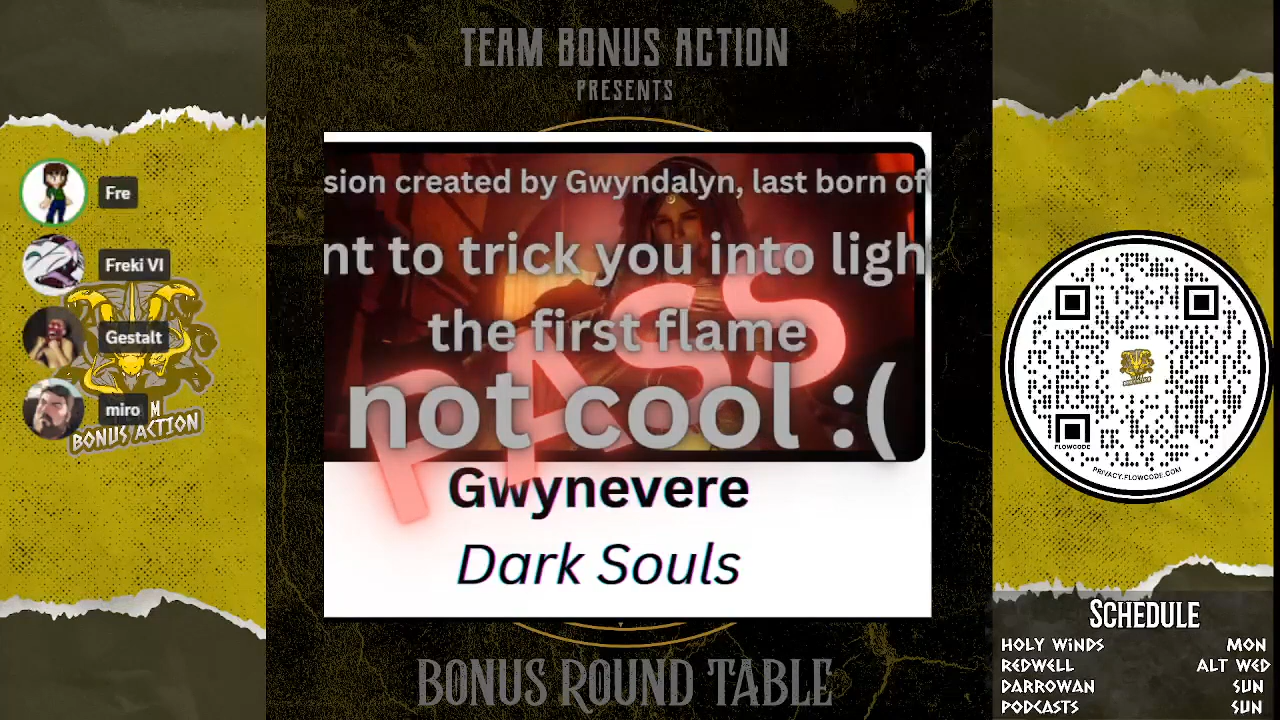 TEAM BONUS ACTION
PRESENTS
sion created by Gwyndalyn, last born of
nt to trick you into ligh
the first flame
not cool :(
PASS
Gwynevere
Dark Souls
Fre
Freki VI
Gestalt
miro
M
BONUS ACTION
FLOWCODE
PRIVACY.FLOWCODE.COM
BONUS ROUND TABLE
SCHEDULE
HOLY WINDS MON
REDWELL ALT WED
DARROWAN SUN
PODCASTS SUN